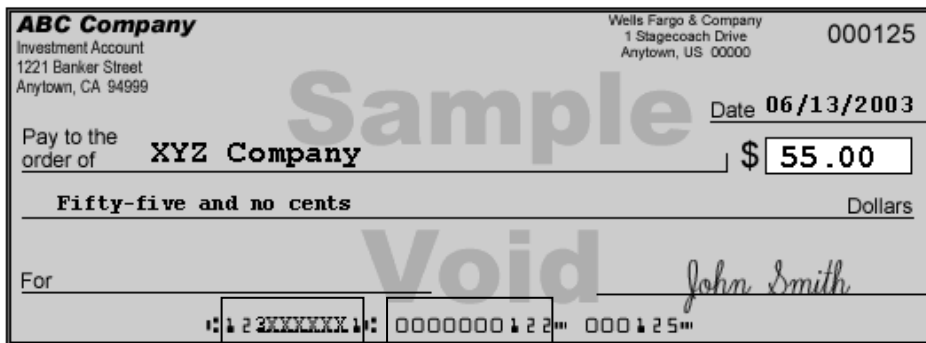 ABC Company
Investment Account
1221 Banker Street
Anytown, CA 94999
Wells Fargo & Company
1 Stagecoach Drive
Anytown, US 00000
000125
Sample
Date 06/13/2003
Pay to the
order of XYZ Company $ 55.00
Fifty-five and no cents Dollars
Void
For John Smith
⑆123XXXXXX1⑆ 0000000122⑈ 000125⑈